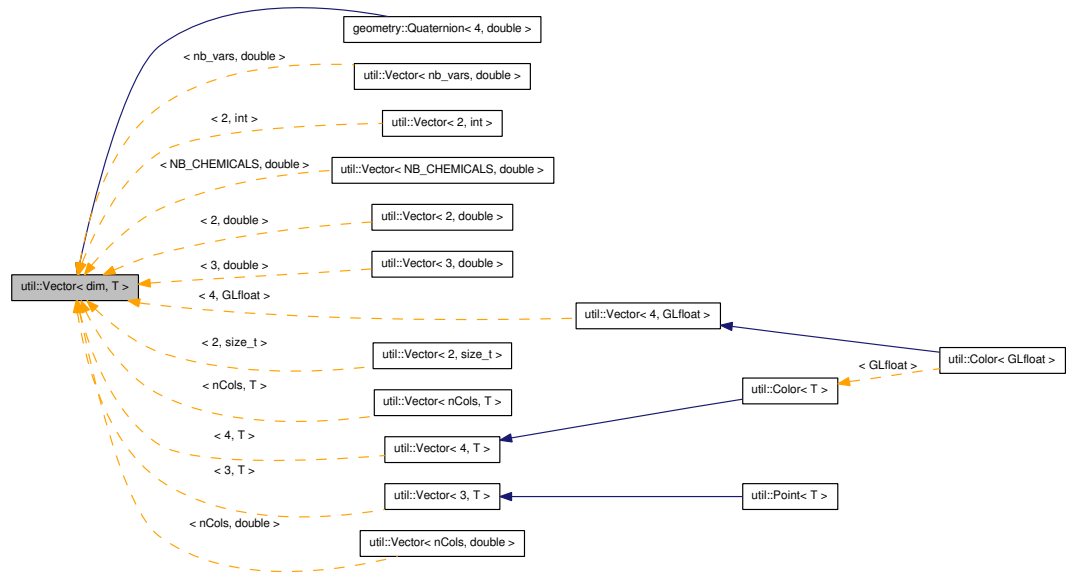 geometry::Quaternion< 4, double >
< nb_vars, double >
util::Vector< nb_vars, double >
< 2, int >
util::Vector< 2, int >
< NB_CHEMICALS, double >
util::Vector< NB_CHEMICALS, double >
< 2, double >
util::Vector< 2, double >
< 3, double >
util::Vector< 3, double >
util::Vector< dim, T >
< 4, GLfloat >
util::Vector< 4, GLfloat >
< 2, size_t >
util::Vector< 2, size_t >
< GLfloat >
util::Color< GLfloat >
< nCols, T >
util::Vector< nCols, T >
util::Color< T >
< 4, T >
util::Vector< 4, T >
< 3, T >
util::Vector< 3, T >
util::Point< T >
< nCols, double >
util::Vector< nCols, double >